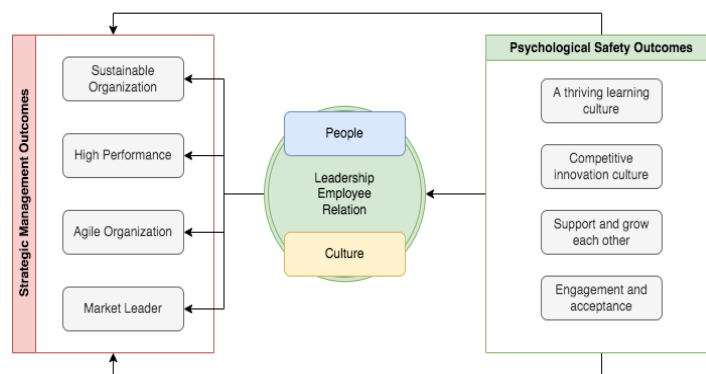 Strategic Management Outcomes
Sustainable
Organization
High Performance
Agile Organization
Market Leader
People
Leadership
Employee
Relation
Culture
Psychological Safety Outcomes
A thriving learning
culture
Competitive
innovation culture
Support and grow
each other
Engagement and
acceptance